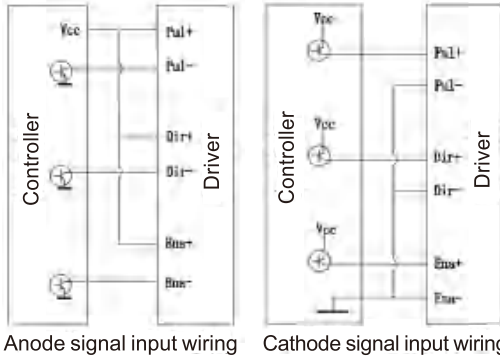 Vcc
Pul+
Pul-
Dir+
Dir-
Ena+
Ena-
Controller
Driver
Anode signal input wiring
Vcc
Pul+
Pul-
Vcc
Dir+
Dir-
Vcc
Ena+
Ena-
Controller
Driver
Cathode signal input wiring